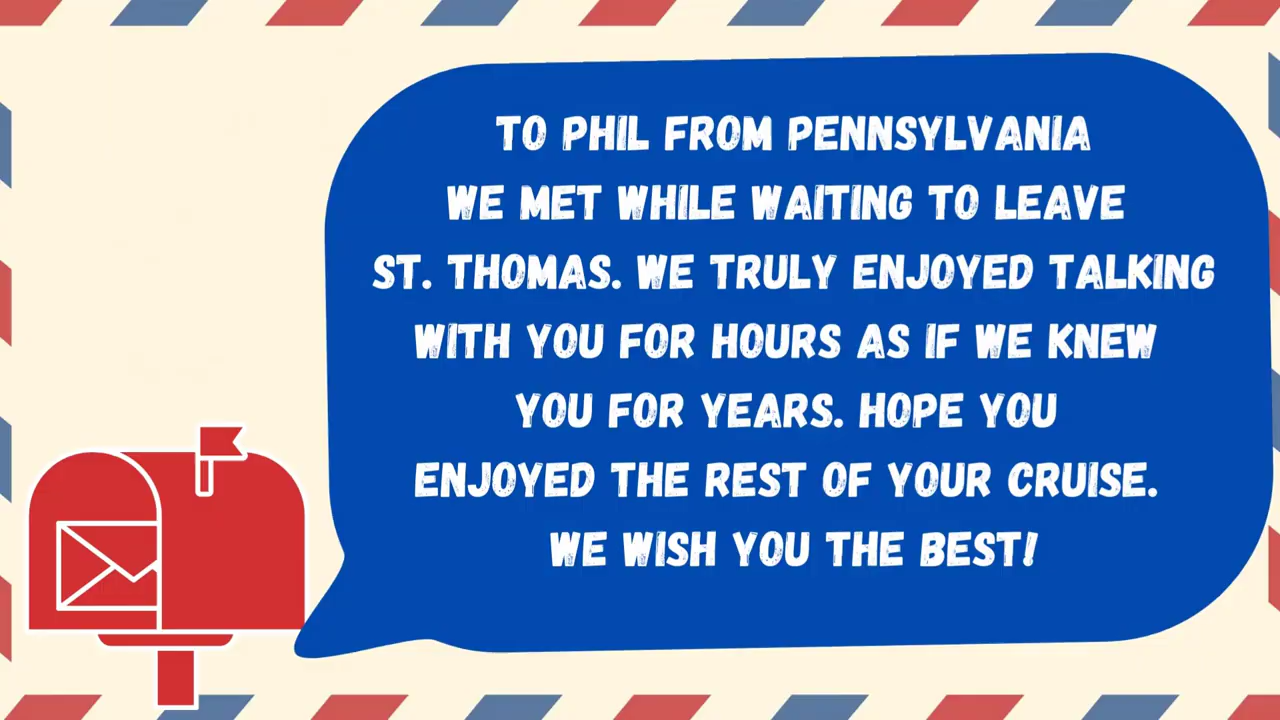 TO PHIL FROM PENNSYLVANIA
WE MET WHILE WAITING TO LEAVE
ST. THOMAS. WE TRULY ENJOYED TALKING
WITH YOU FOR HOURS AS IF WE KNEW
YOU FOR YEARS. HOPE YOU
ENJOYED THE REST OF YOUR CRUISE.
WE WISH YOU THE BEST!